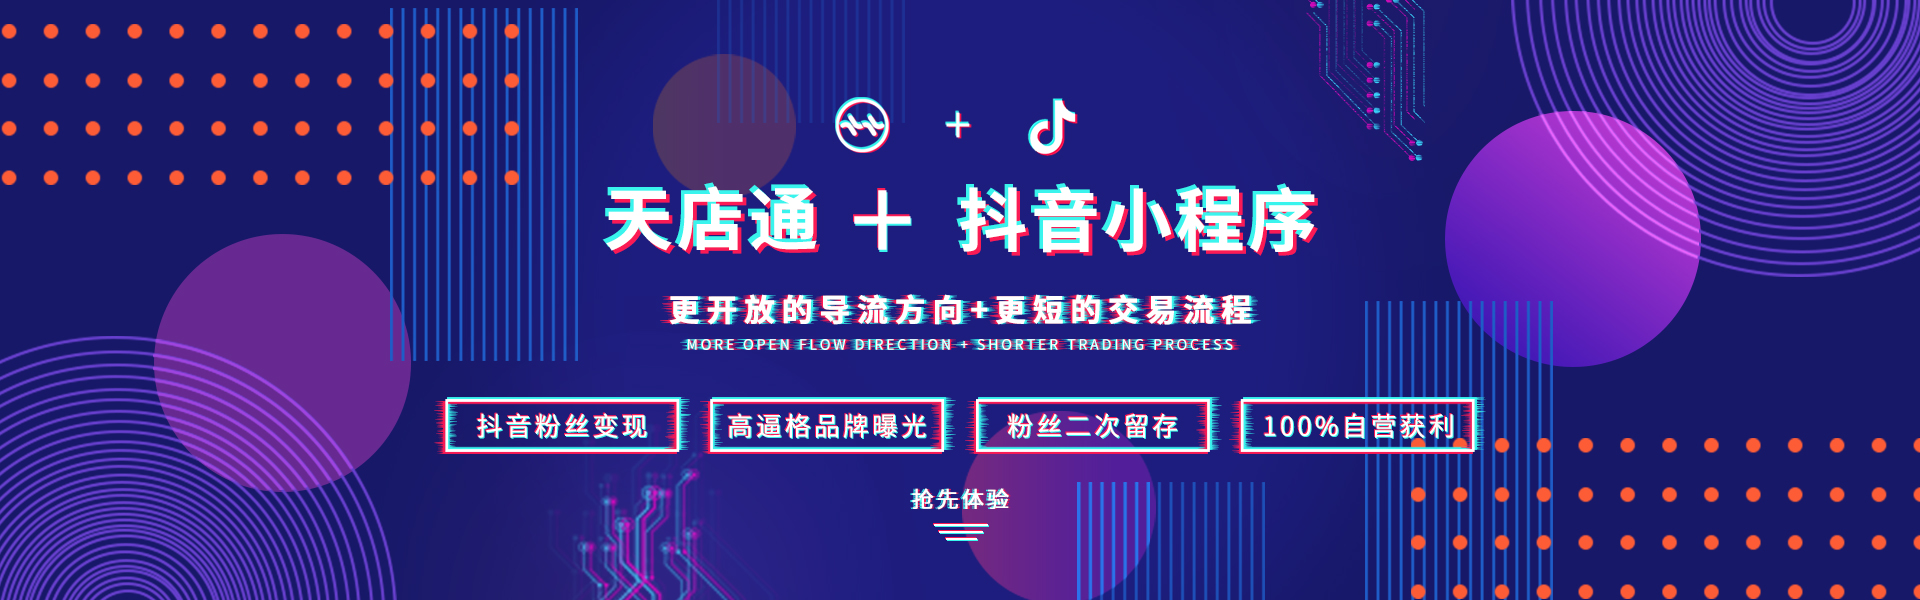 +
天店通 + 抖音小程序
更开放的导流方向+更短的交易流程
MORE OPEN FLOW DIRECTION + SHORTER TRADING PROCESS
抖音粉丝变现
高逼格品牌曝光
粉丝二次留存
100%自营获利
抢先体验